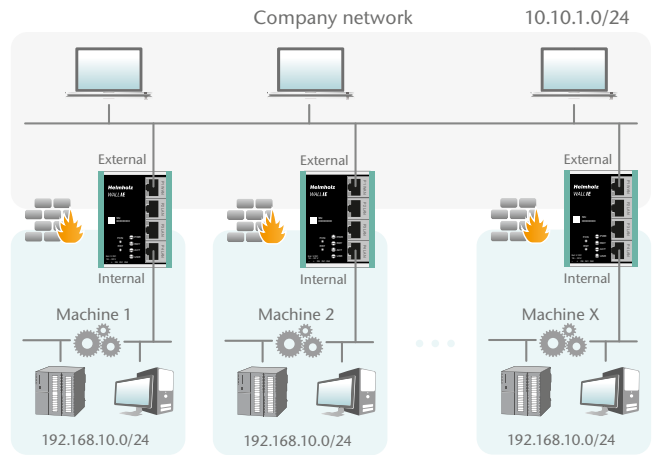 Company network
10.10.1.0/24
External
External
External
Helmholz
WALL IE
Helmholz
WALL IE
Helmholz
WALL IE
Internal
Internal
Internal
Machine 1
Machine 2
Machine X
192.168.10.0/24
192.168.10.0/24
192.168.10.0/24